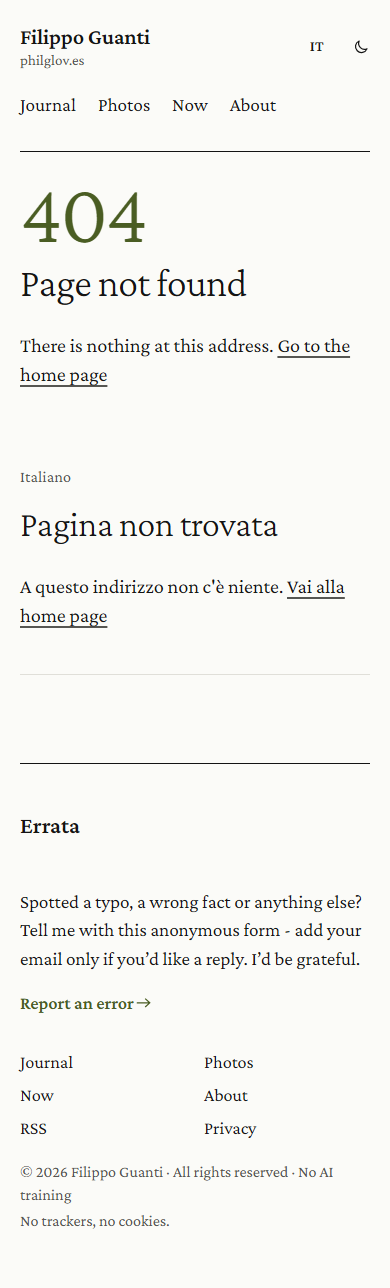 Filippo Guanti
philglov.es
IT
Journal Photos Now About
404
Page not found
There is nothing at this address. Go to the
home page
Italiano
Pagina non trovata
A questo indirizzo non c'è niente. Vai alla
home page
Errata
Spotted a typo, a wrong fact or anything else?
Tell me with this anonymous form - add your
email only if you’d like a reply. I’d be grateful.
Report an error →
Journal Photos
Now About
RSS Privacy
© 2026 Filippo Guanti · All rights reserved · No AI
training
No trackers, no cookies.